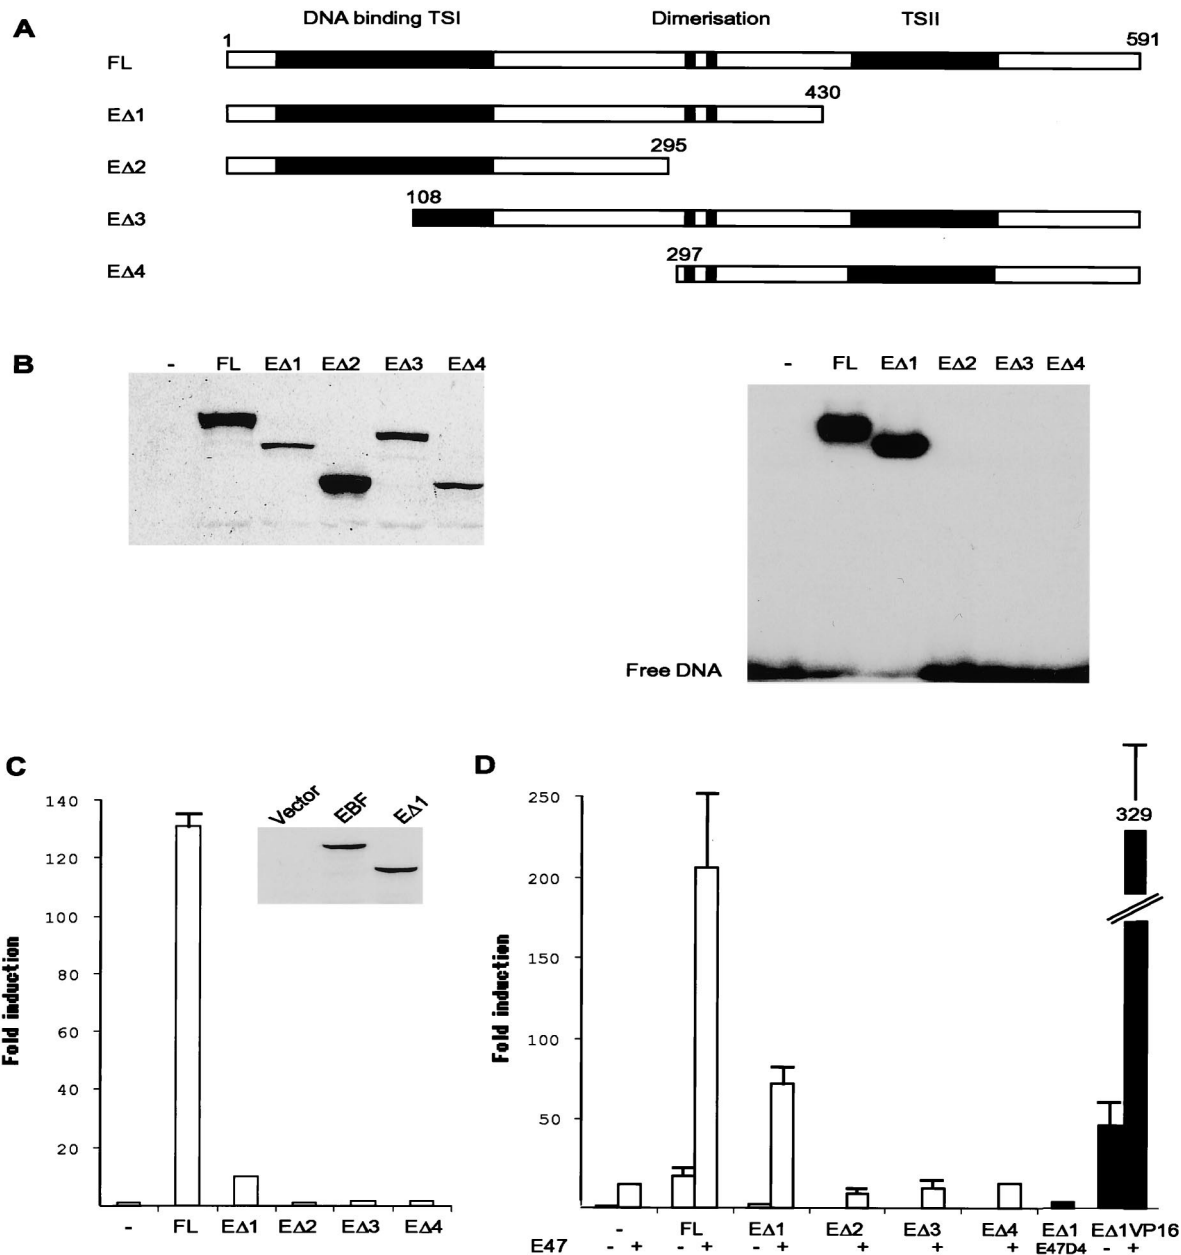 A
DNA binding TSI Dimerisation TSII
1 591
FL
430
EΔ1
295
EΔ2
108
EΔ3
297
EΔ4
B
- FL EΔ1 EΔ2 EΔ3 EΔ4
- FL EΔ1 EΔ2 EΔ3 EΔ4
Free DNA
C
Fold induction
140
120
100
80
60
40
20
Vector EBF EΔ1
- FL EΔ1 EΔ2 EΔ3 EΔ4
D
Fold induction
250
200
150
100
50
329
- FL EΔ1 EΔ2 EΔ3 EΔ4 EΔ1 EΔ1VP16
E47 - + - + - + + + + E47D4 - +